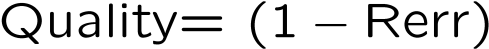 Quality= (1 − Rerr)